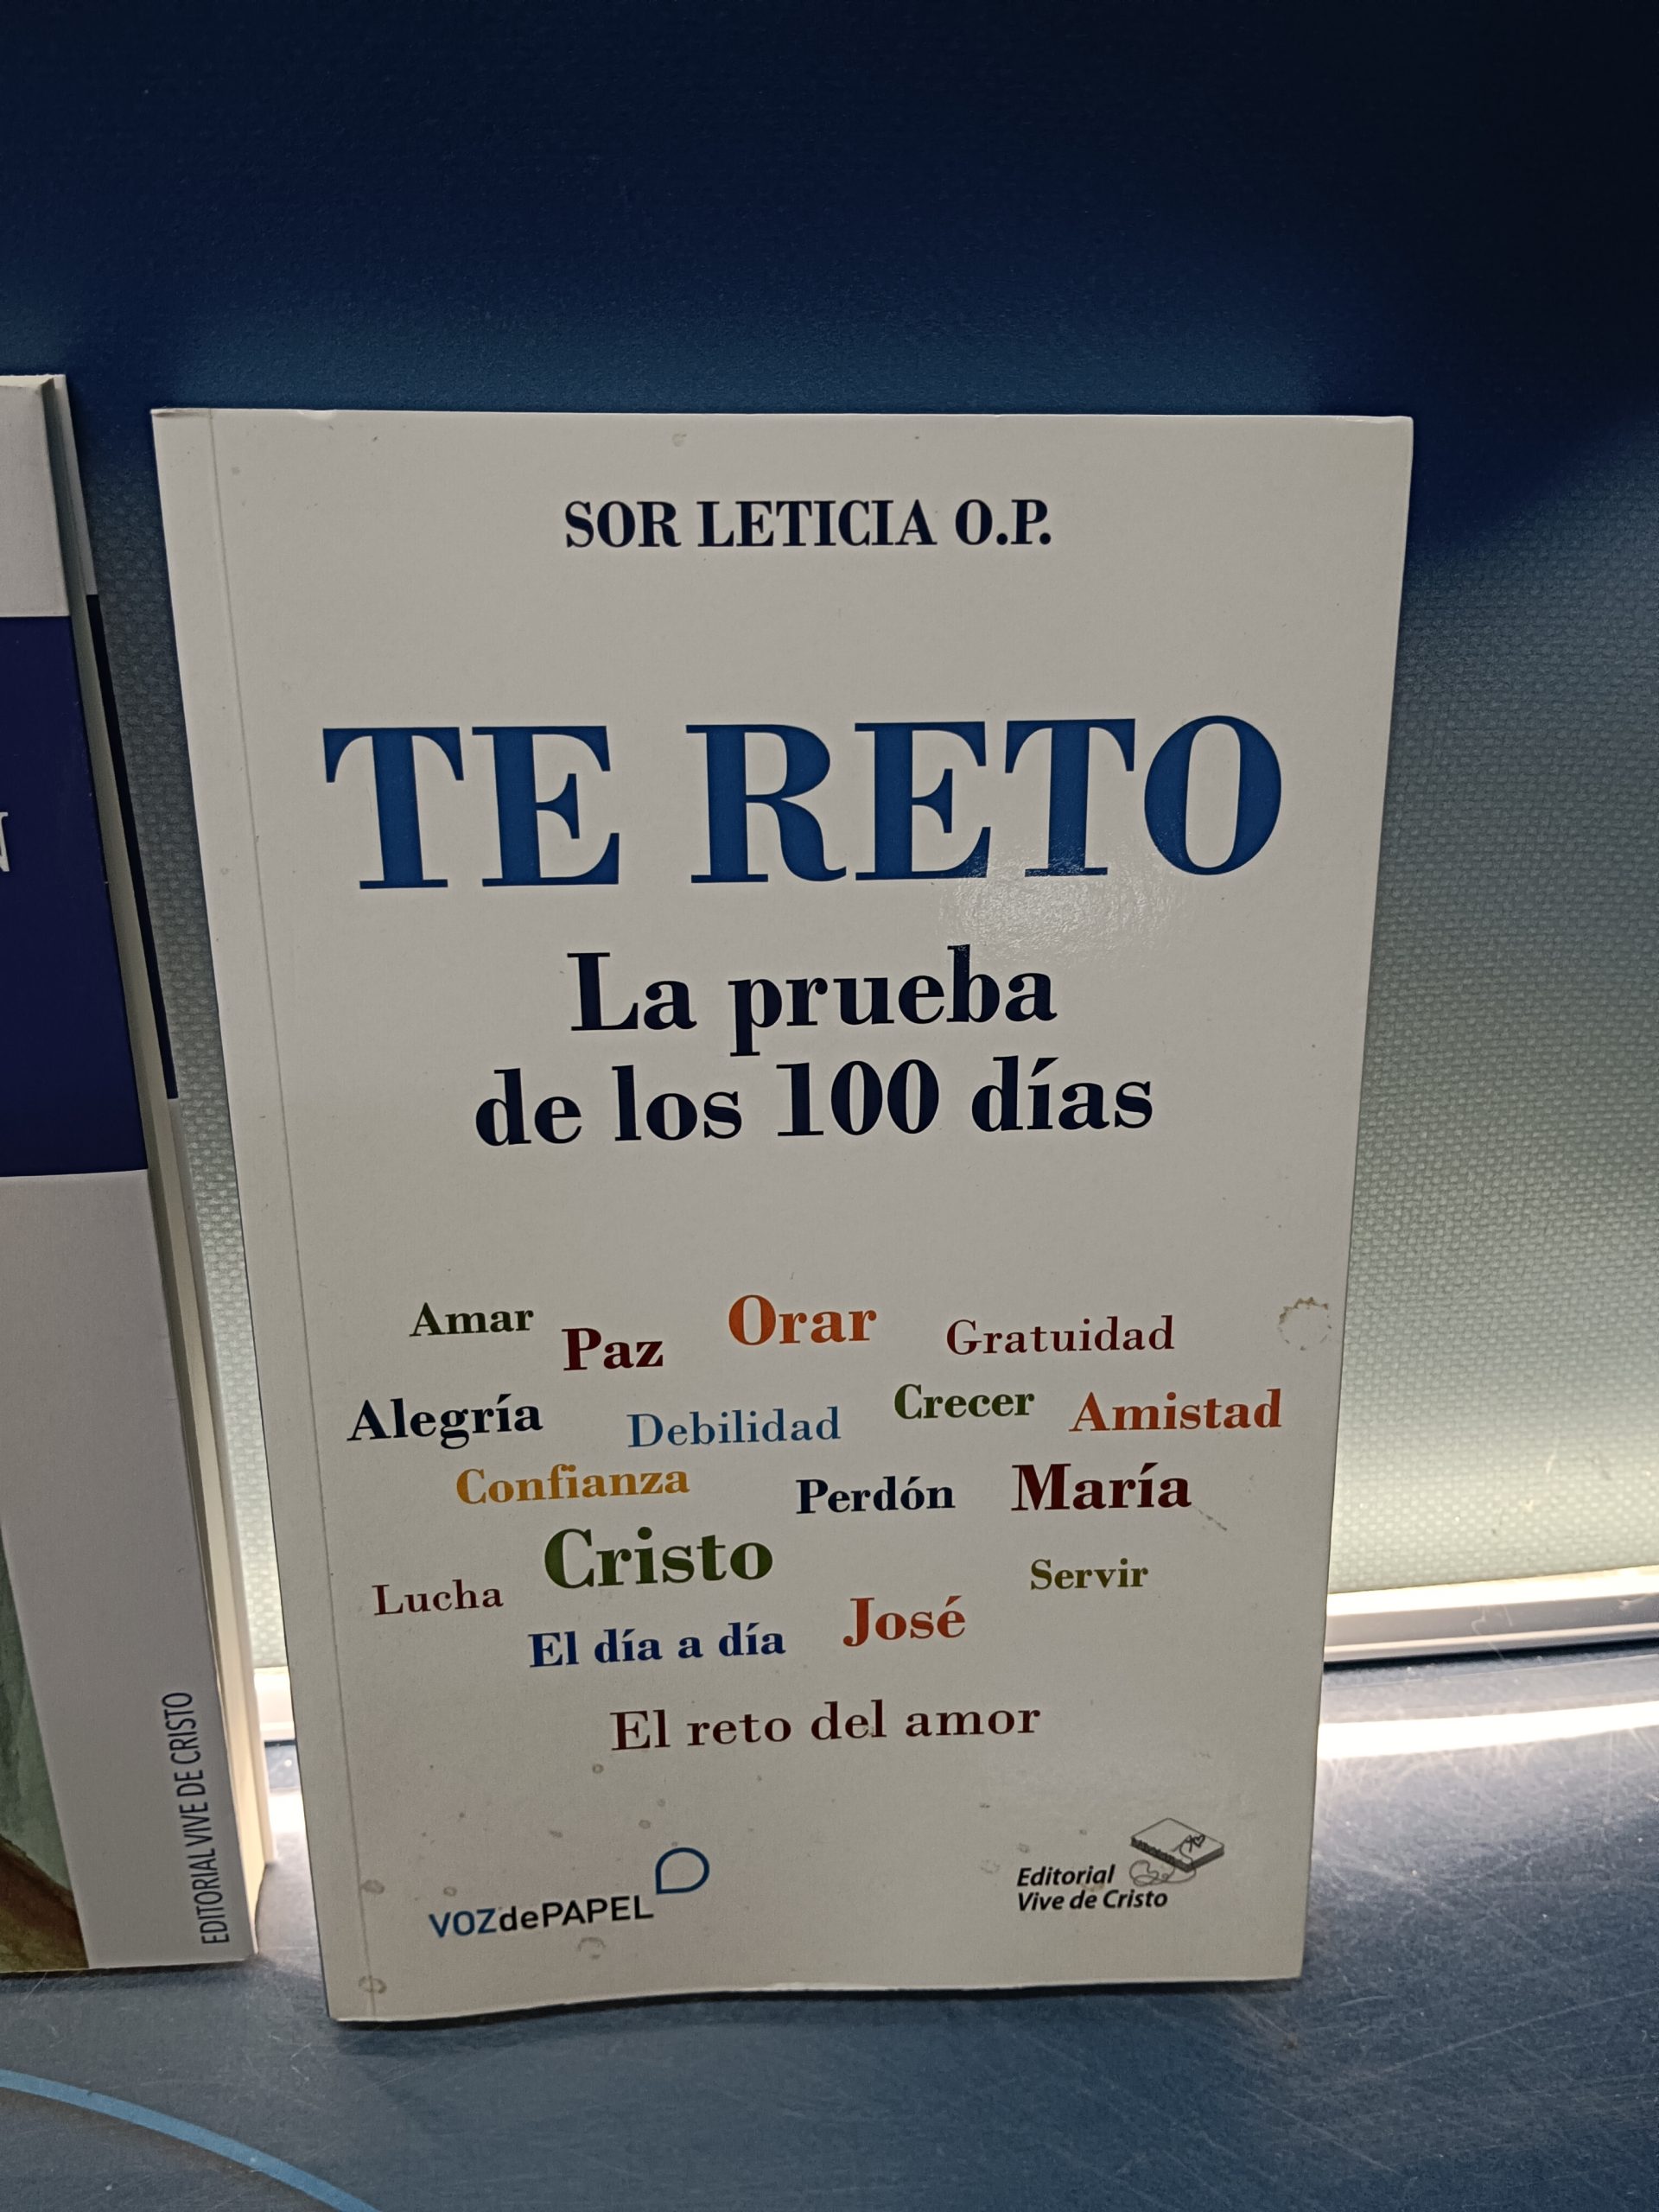 SOR LETICIA O.P.
TE RETO
La prueba
de los 100 días
Amar Paz Orar Gratuidad
Alegría Debilidad Crecer Amistad
Confianza Perdón María
Lucha Cristo Servir
El día a día José
El reto del amor
VOZdePAPEL
Editorial
Vive de Cristo
EDITORIAL VIVE DE CRISTO